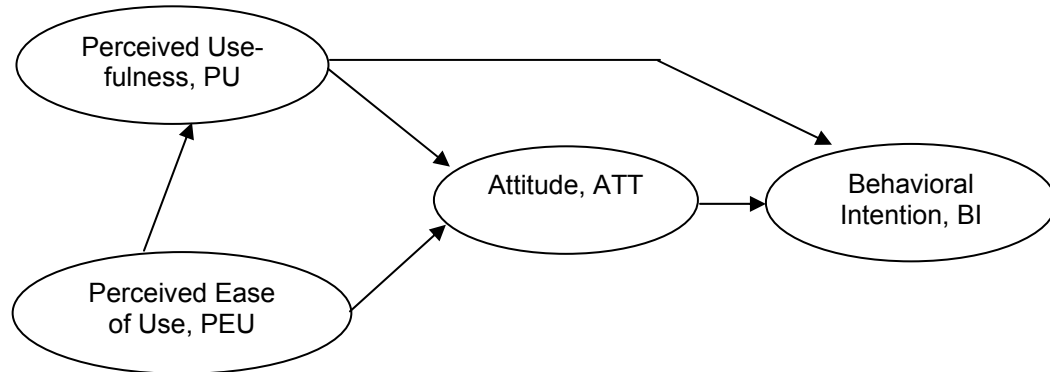 Perceived Use-
fulness, PU
Attitude, ATT
Behavioral
Intention, BI
Perceived Ease
of Use, PEU